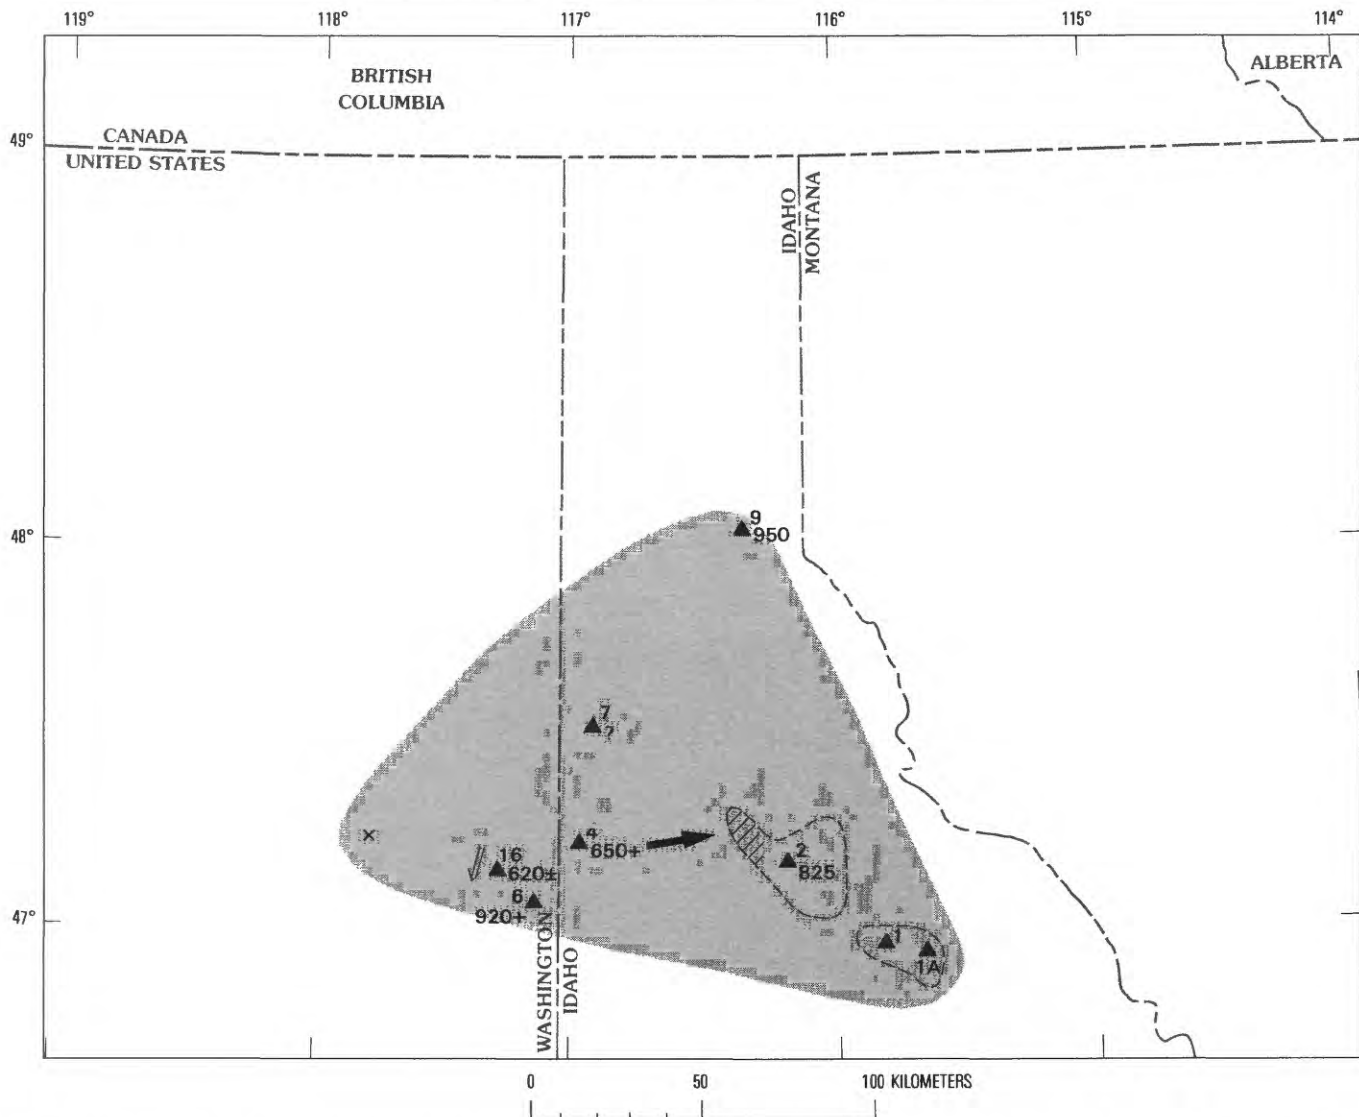 119° 118° 117° 116° 115° 114°
BRITISH
COLUMBIA
ALBERTA
49°
CANADA
UNITED STATES
IDAHO
MONTANA
48°
9
950
7
?
4
650+
16
620±
2
825
6
920+
47°
1
1A
WASHINGTON
IDAHO
0 50 100 KILOMETERS